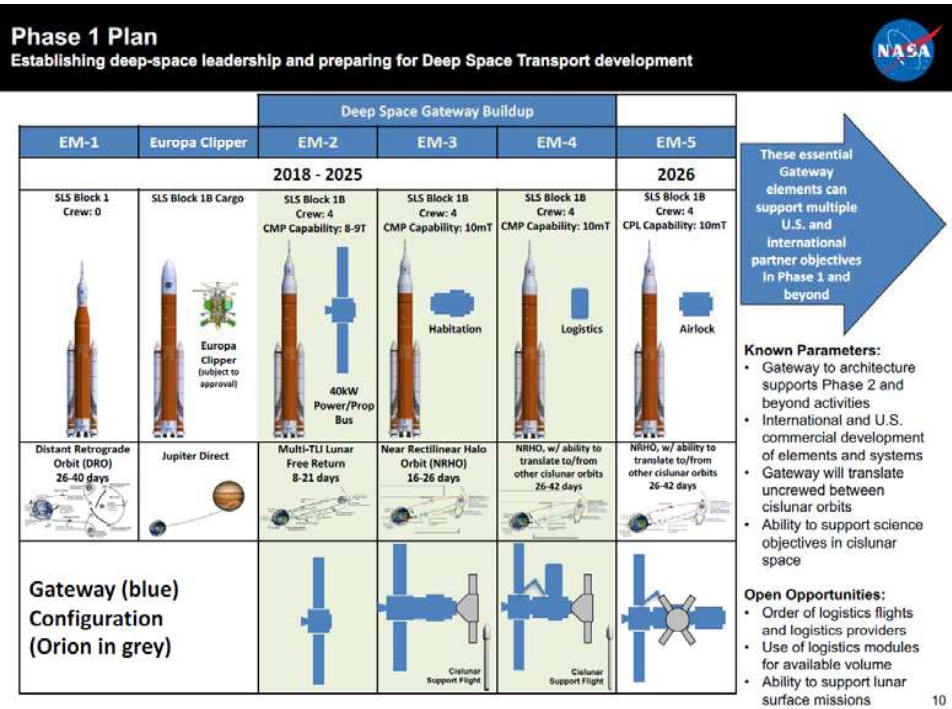 Phase 1 Plan
Establishing deep-space leadership and preparing for Deep Space Transport development
NASA
Deep Space Gateway Buildup
EM-1
Europa Clipper
EM-2
EM-3
EM-4
EM-5
2018 - 2025
2026
SLS Block 1
Crew: 0
SLS Block 1B Cargo
SLS Block 1B
Crew: 4
CMP Capability: 8-9T
SLS Block 1B
Crew: 4
CMP Capability: 10mT
SLS Block 1B
Crew: 4
CMP Capability: 10mT
SLS Block 1B
Crew: 4
CPL Capability: 10mT
Europa
Clipper
(subject to
approval)
40kW
Power/Prop
Bus
Habitation
Logistics
Airlock
Distant Retrograde
Orbit (DRO)
26-40 days
Jupiter Direct
Multi-TLI Lunar
Free Return
8-21 days
Near Rectilinear Halo
Orbit (NRHO)
16-26 days
NRHO, w/ ability to
translate to/from
other cislunar orbits
26-42 days
NRHO, w/ ability to
translate to/from
other cislunar orbits
26-42 days
Gateway (blue)
Configuration
(Orion in grey)
Cislunar
Support Flight
Cislunar
Support Flight
These essential
Gateway
elements can
support multiple
U.S. and
international
partner objectives
in Phase 1 and
beyond
Known Parameters:
• Gateway to architecture
supports Phase 2 and
beyond activities
• International and U.S.
commercial development
of elements and systems
• Gateway will translate
uncrewed between
cislunar orbits
• Ability to support science
objectives in cislunar
space
Open Opportunities:
• Order of logistics flights
and logistics providers
• Use of logistics modules
for available volume
• Ability to support lunar
surface missions
10